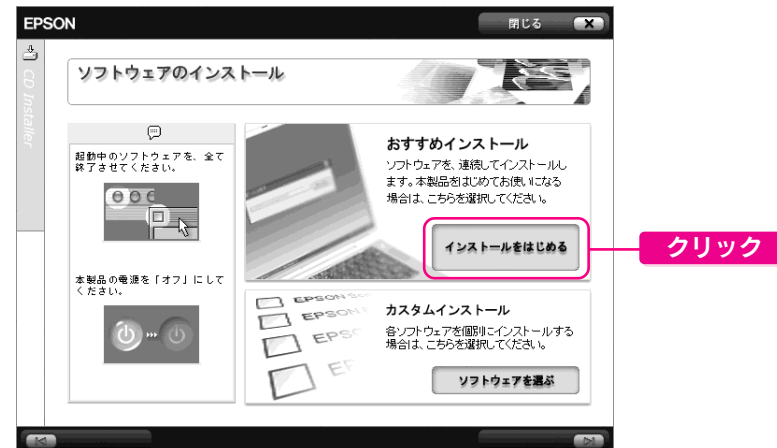 EPSON
閉じる
CD Installer
ソフトウェアのインストール
起動中のソフトウェアを、全て
終了させてください。
本製品の電源を「オフ」にして
ください。
おすすめインストール
ソフトウェアを、連続してインストールし
ます。本製品をはじめてお使いになる
場合は、こちらを選択してください。
インストールをはじめる
クリック
EPSON
EPSON
EPSO
EP
カスタムインストール
各ソフトウェアを個別にインストールする
場合は、こちらを選択してください。
ソフトウェアを選ぶ